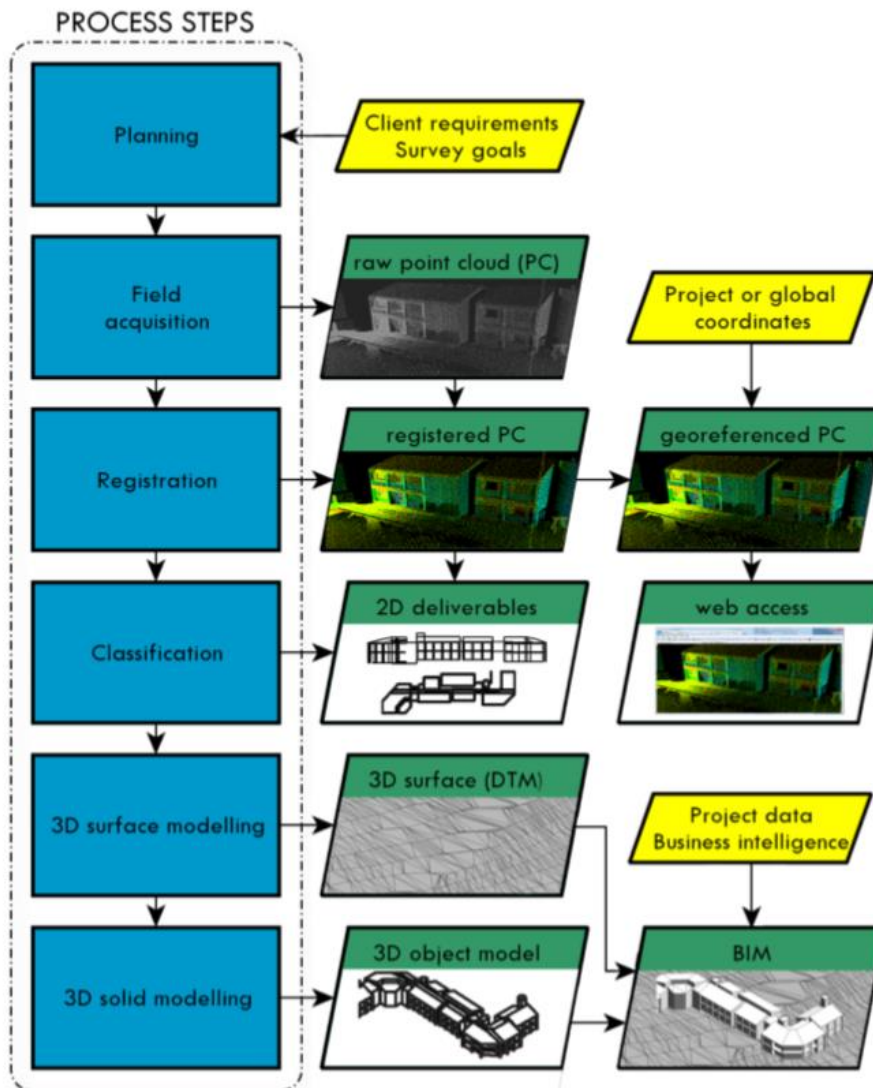 PROCESS STEPS
Planning
Client requirements
Survey goals
Field
acquisition
raw point cloud (PC)
Project or global
coordinates
Registration
registered PC
georeferenced PC
Classification
2D deliverables
web access
3D surface modelling
3D surface (DTM)
Project data
Business intelligence
3D solid modelling
3D object model
BIM